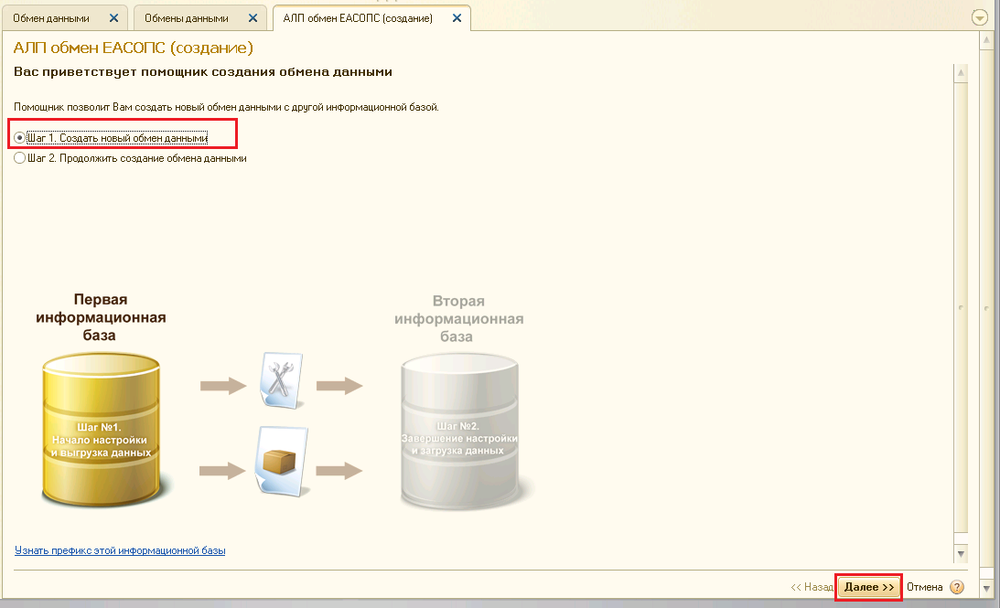 Обмен данными
Обмены данными
АЛП обмен ЕАСОПС (создание)
АЛП обмен ЕАСОПС (создание)
Вас приветствует помощник создания обмена данными
Помощник позволит Вам создать новый обмен данными с другой информационной базой.
Шаг 1. Создать новый обмен данными
Шаг 2. Продолжить создание обмена данными
Первая
информационная
база
Вторая
информационная
база
Шаг №1.
Начало настройки
и выгрузка данных
Шаг №2.
Завершение настройки
и загрузка данных
Узнать префикс этой информационной базы
<< Назад
Далее >>
Отмена
?